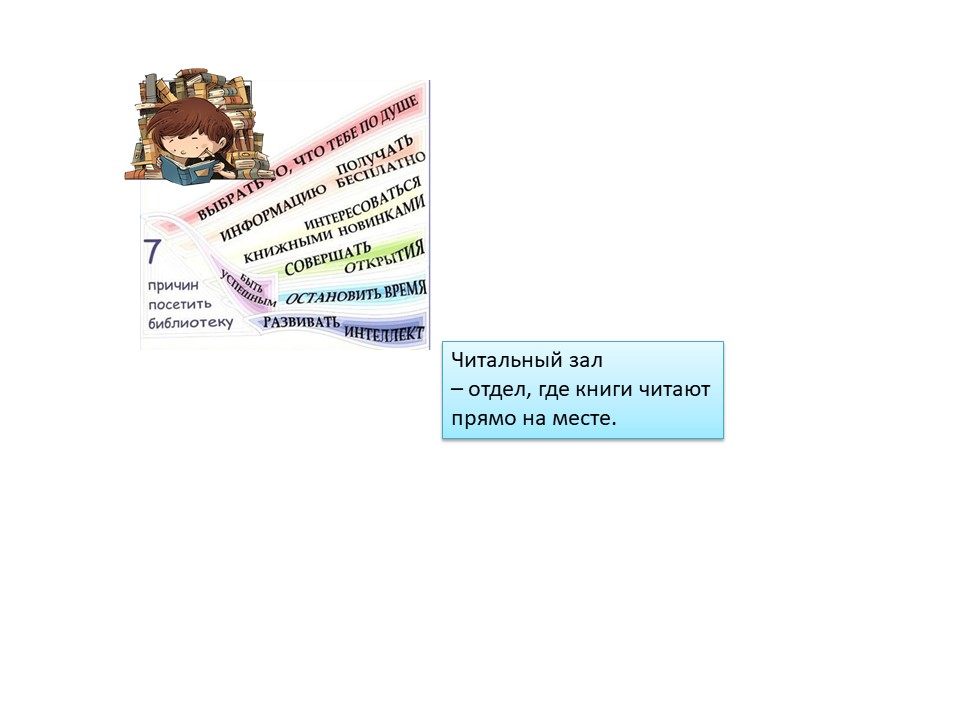 ВЫБРАТЬ ТО, ЧТО ТЕБЕ ПО ДУШЕ
ПОЛУЧАТЬ
ИНФОРМАЦИЮ БЕСПЛАТНО
ИНТЕРЕСОВАТЬСЯ
КНИЖНЫМИ НОВИНКАМИ
СОВЕРШАТЬ
ОТКРЫТИЯ
БЫТЬ
УСПЕШНЫМ
ОСТАНОВИТЬ ВРЕМЯ
РАЗВИВАТЬ ИНТЕЛЛЕКТ
7
причин
посетить
библиотеку
Читальный зал
– отдел, где книги читают
прямо на месте.